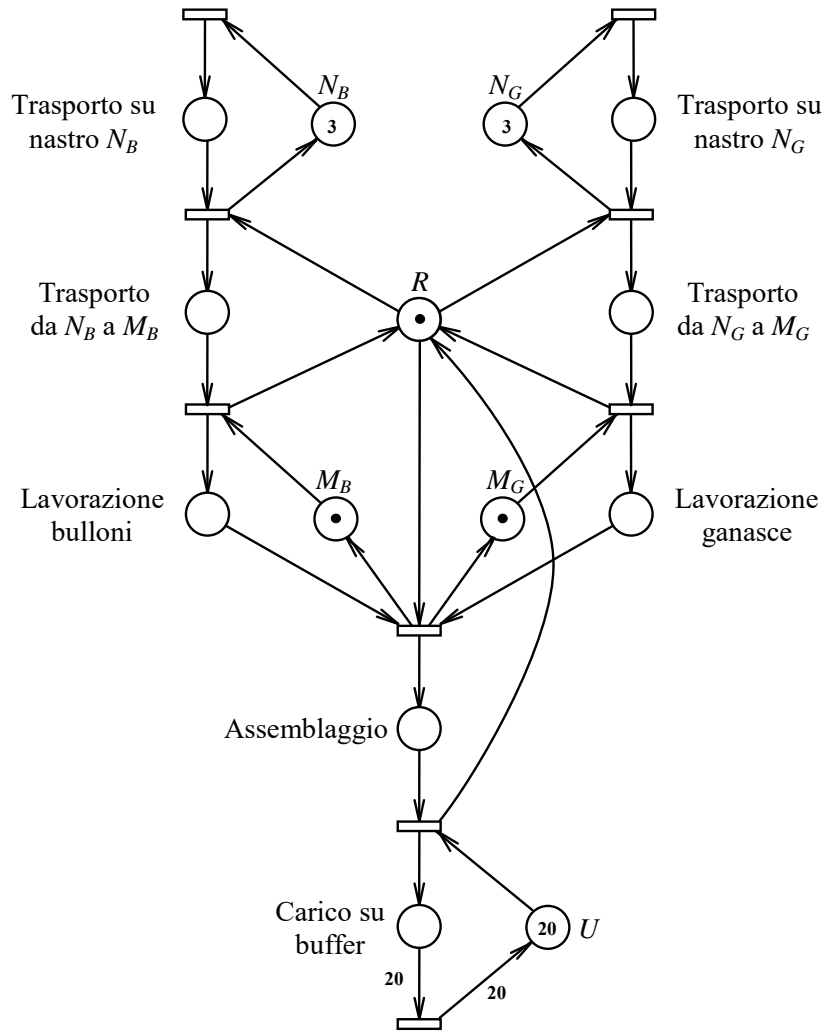 N_B
N_G
Trasporto su
nastro N_B
3
3
Trasporto su
nastro N_G
R
Trasporto
da N_B a M_B
Trasporto
da N_G a M_G
M_B
M_G
Lavorazione
bulloni
Lavorazione
ganasce
Assemblaggio
Carico su
buffer
20
U
20
20